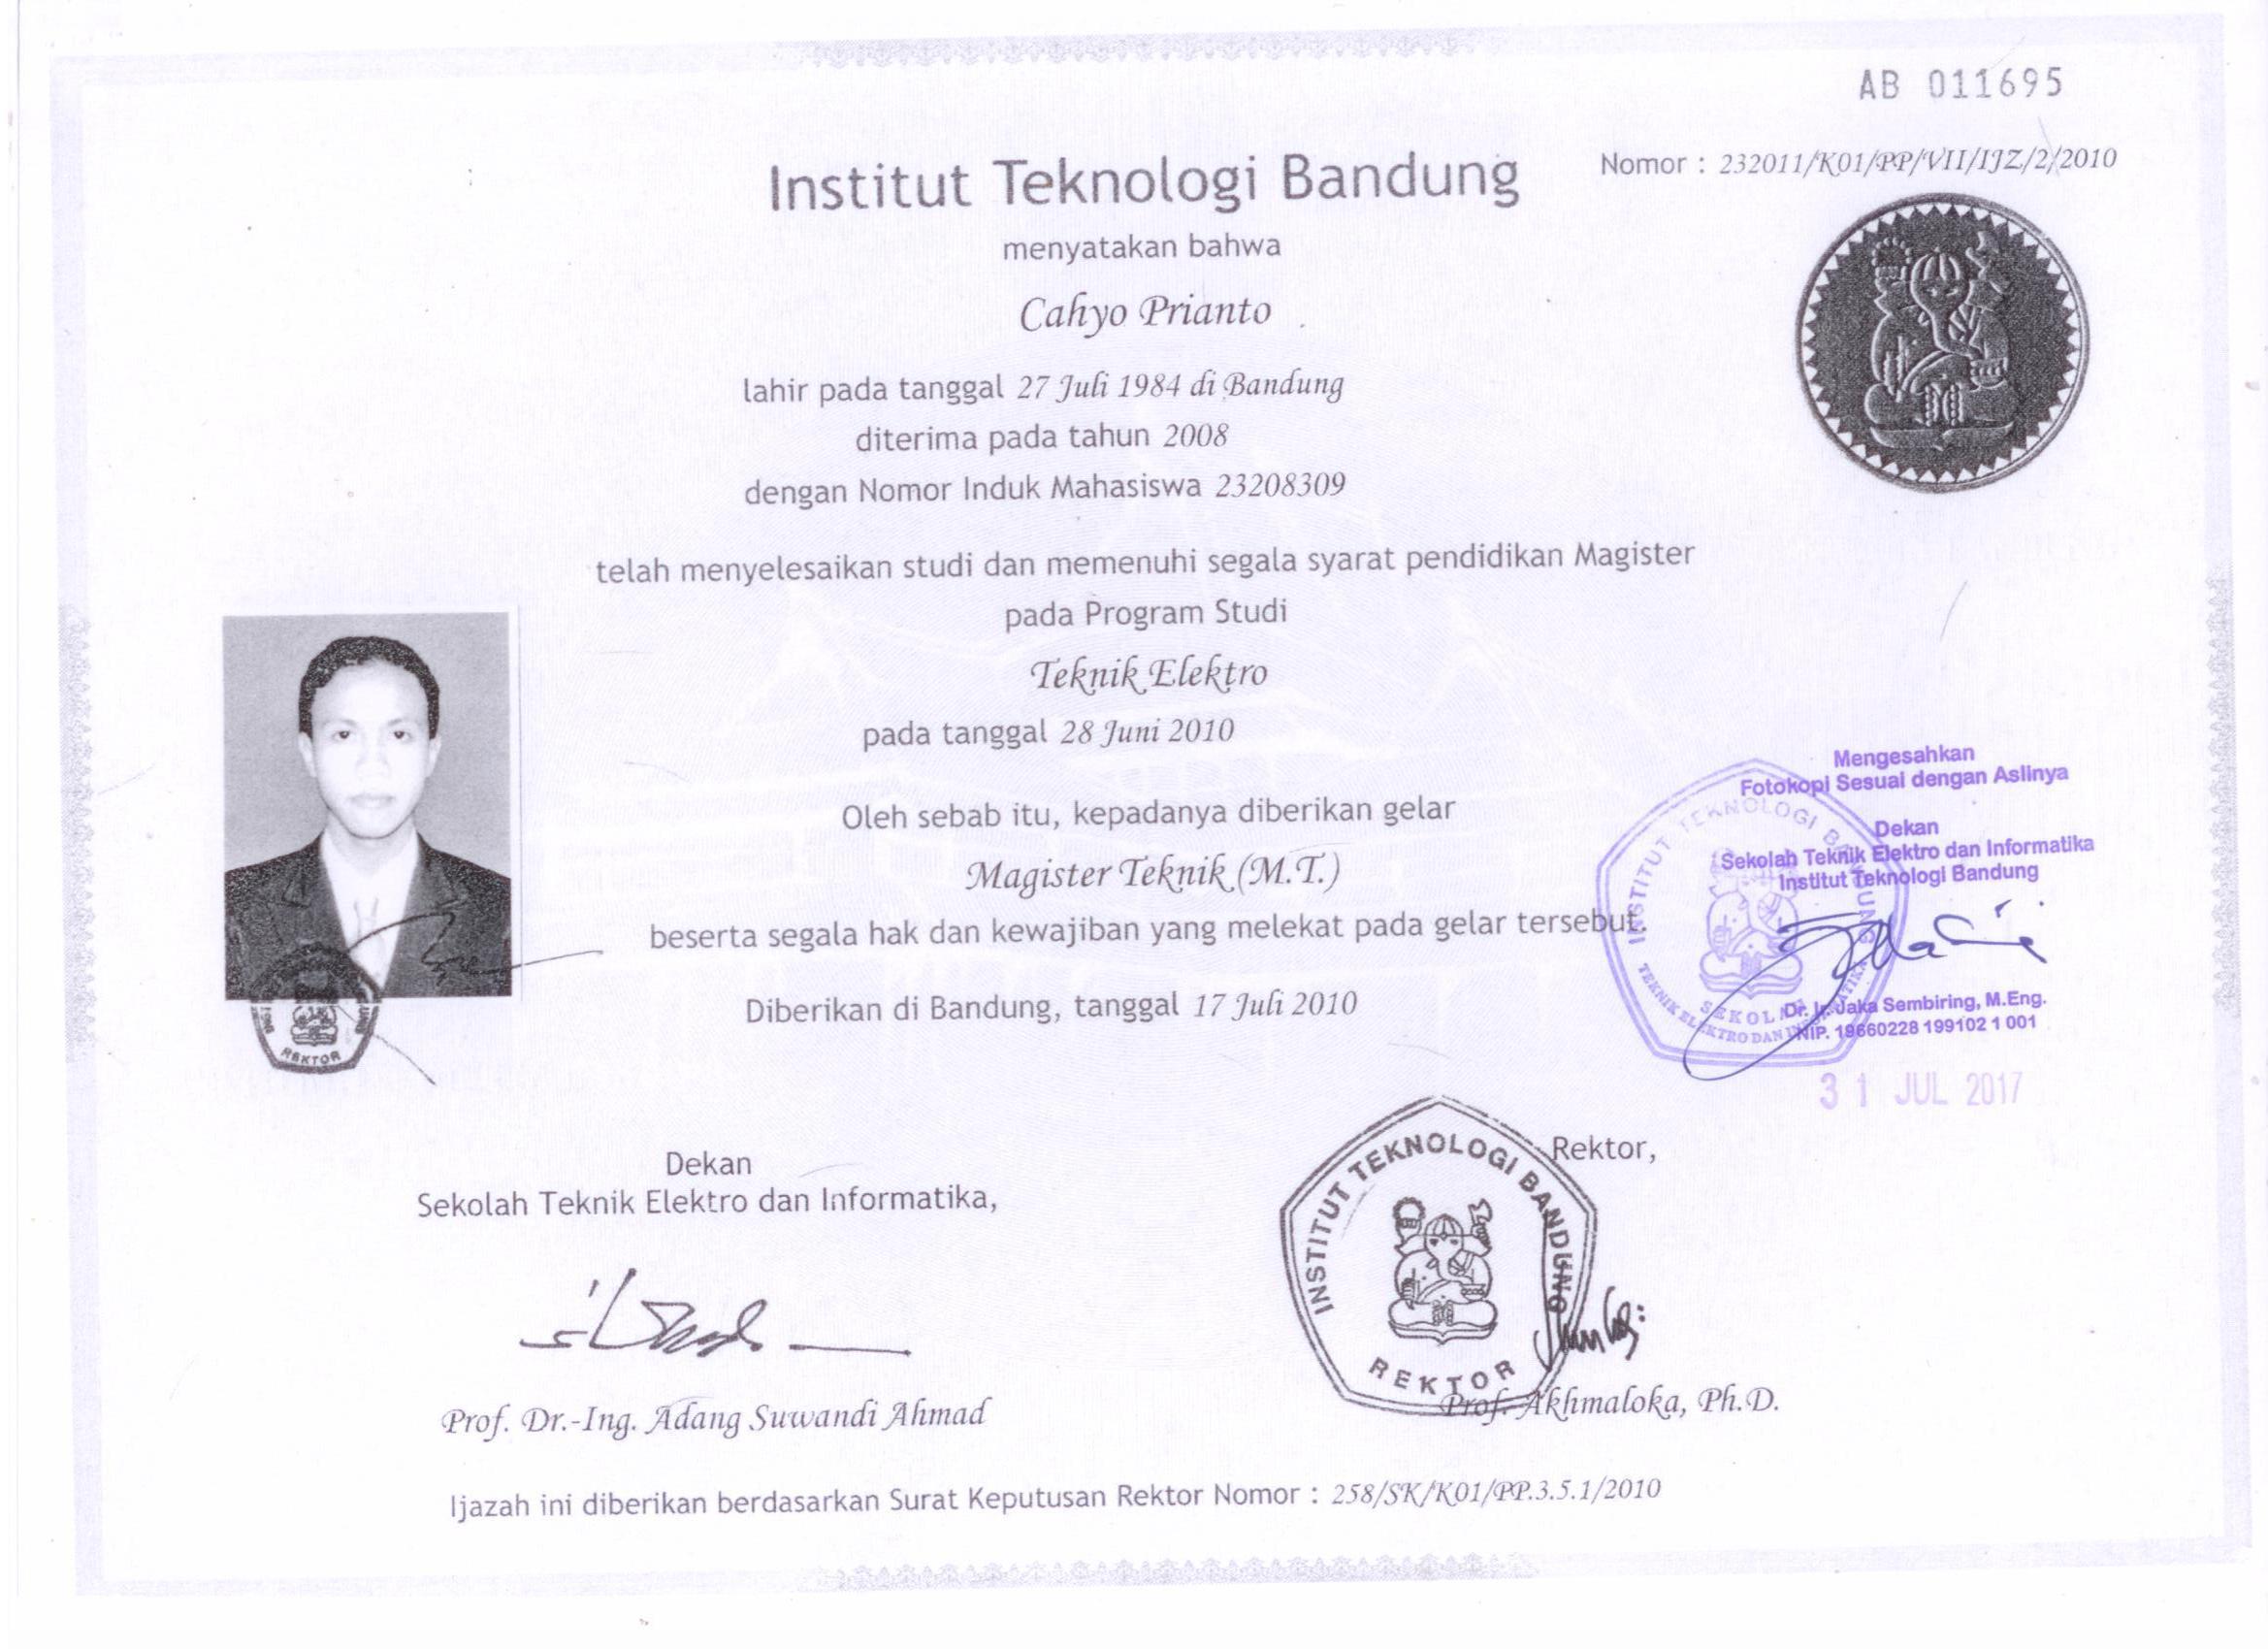 AB 011695
Nomor : 232011/K01/PP/VII/IJZ/2/2010
Institut Teknologi Bandung
menyatakan bahwa
Cahyo Prianto
lahir pada tanggal 27 Juli 1984 di Bandung
diterima pada tahun 2008
dengan Nomor Induk Mahasiswa 23208309
telah menyelesaikan studi dan memenuhi segala syarat pendidikan Magister
pada Program Studi
Teknik Elektro
pada tanggal 28 Juni 2010
Oleh sebab itu, kepadanya diberikan gelar
Magister Teknik (M.T.)
beserta segala hak dan kewajiban yang melekat pada gelar tersebut.
Diberikan di Bandung, tanggal 17 Juli 2010
REKTOR
Mengesahkan
Fotokopi Sesuai dengan Aslinya
Dekan
Sekolah Teknik Elektro dan Informatika
Institut Teknologi Bandung
INSTITUT TEKNOLOGI BANDUNG
SEKOLAH
TEKNIK ELEKTRO DAN INFORMATIKA
Dr. Ir. Jaka Sembiring, M.Eng.
NIP. 19660228 199102 1 001
31 JUL 2017
Dekan
Sekolah Teknik Elektro dan Informatika,
Prof. Dr.-Ing. Adang Suwandi Ahmad
Rektor,
INSTITUT TEKNOLOGI BANDUNG
REKTOR
Prof. Akhmaloka, Ph.D.
Ijazah ini diberikan berdasarkan Surat Keputusan Rektor Nomor : 258/SK/K01/PP.3.5.1/2010